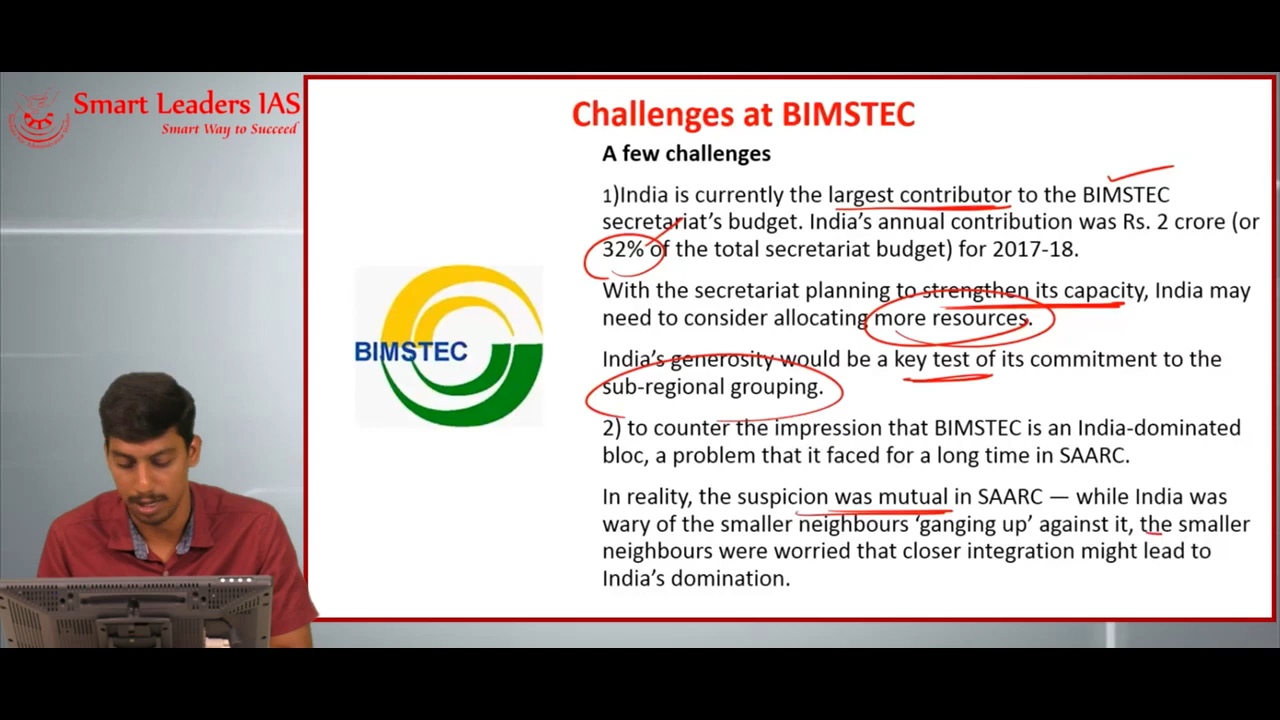 Smart Leaders IAS
Smart Way to Succeed
Challenges at BIMSTEC
A few challenges
1)India is currently the largest contributor to the BIMSTEC
secretariat's budget. India's annual contribution was Rs. 2 crore (or
32% of the total secretariat budget) for 2017-18.
With the secretariat planning to strengthen its capacity, India may
need to consider allocating more resources.
India's generosity would be a key test of its commitment to the
sub-regional grouping.
2) to counter the impression that BIMSTEC is an India-dominated
bloc, a problem that it faced for a long time in SAARC.
In reality, the suspicion was mutual in SAARC — while India was
wary of the smaller neighbours ‘ganging up’ against it, the smaller
neighbours were worried that closer integration might lead to
India's domination.
BIMSTEC